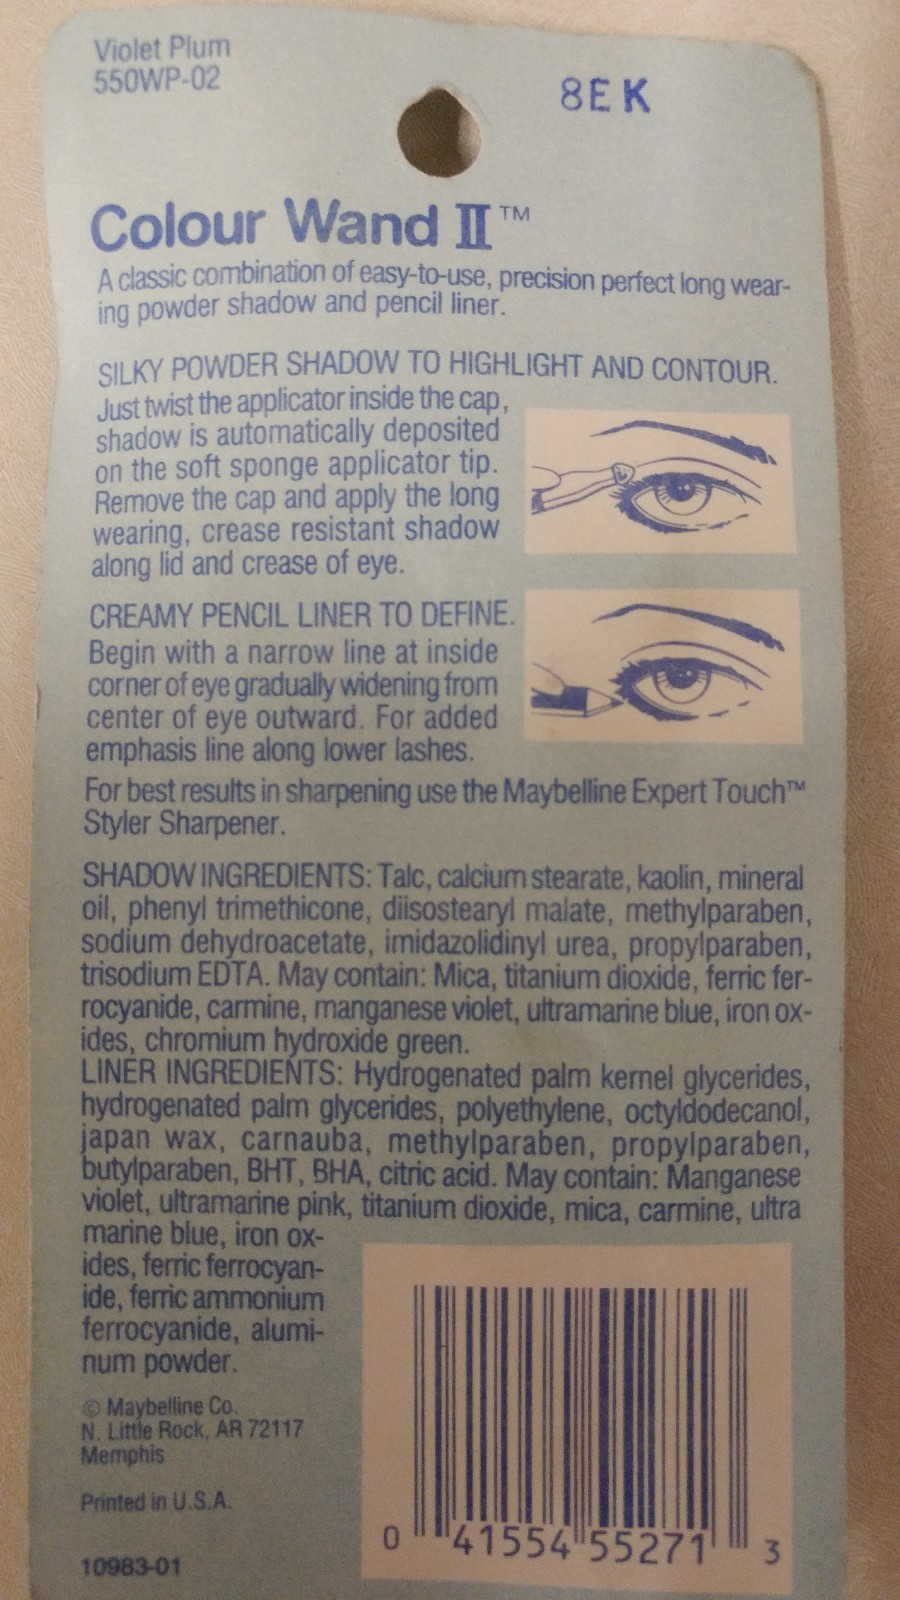 Violet Plum
550WP-02
8EK
Colour Wand II™
A classic combination of easy-to-use, precision perfect long wear-
ing powder shadow and pencil liner.
SILKY POWDER SHADOW TO HIGHLIGHT AND CONTOUR.
Just twist the applicator inside the cap,
shadow is automatically deposited
on the soft sponge applicator tip.
Remove the cap and apply the long
wearing, crease resistant shadow
along lid and crease of eye.
CREAMY PENCIL LINER TO DEFINE.
Begin with a narrow line at inside
corner of eye gradually widening from
center of eye outward. For added
emphasis line along lower lashes.
For best results in sharpening use the Maybelline Expert Touch™
Styler Sharpener.
SHADOW INGREDIENTS: Talc, calcium stearate, kaolin, mineral
oil, phenyl trimethicone, diisostearyl malate, methylparaben,
sodium dehydroacetate, imidazolidinyl urea, propylparaben,
trisodium EDTA. May contain: Mica, titanium dioxide, ferric fer-
rocyanide, carmine, manganese violet, ultramarine blue, iron ox-
ides, chromium hydroxide green.
LINER INGREDIENTS: Hydrogenated palm kernel glycerides,
hydrogenated palm glycerides, polyethylene, octyldodecanol,
japan wax, carnauba, methylparaben, propylparaben,
butylparaben, BHT, BHA, citric acid. May contain: Manganese
violet, ultramarine pink, titanium dioxide, mica, carmine, ultra
marine blue, iron ox-
ides, ferric ferrocyan-
ide, ferric ammonium
ferrocyanide, alumi-
num powder.
© Maybelline Co.
N. Little Rock, AR 72117
Memphis
Printed in U.S.A.
10983-01
0 41554 55271 3